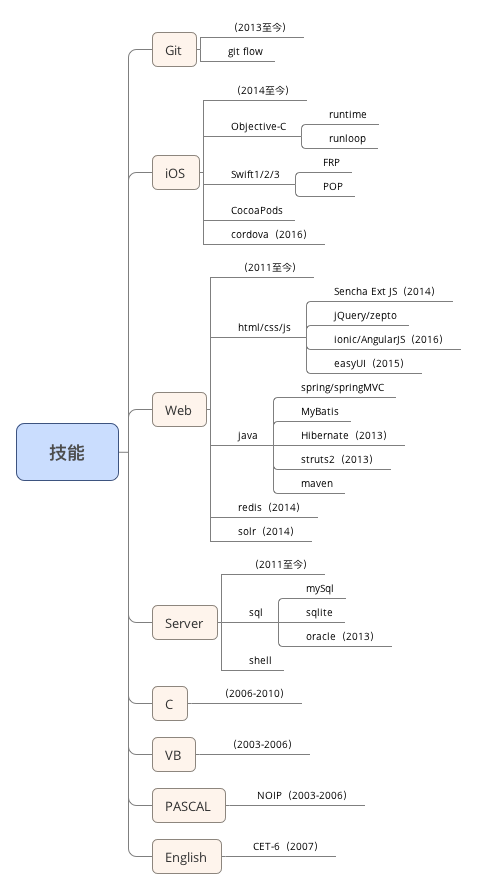 技能
Git
（2013至今）
git flow
iOS
（2014至今）
Objective-C
runtime
runloop
Swift1/2/3
FRP
POP
CocoaPods
cordova（2016）
Web
（2011至今）
html/css/js
Sencha Ext JS（2014）
jQuery/zepto
ionic/AngularJS（2016）
easyUI（2015）
java
spring/springMVC
MyBatis
Hibernate（2013）
struts2（2013）
maven
redis（2014）
solr（2014）
Server
（2011至今）
sql
mySql
sqlite
oracle（2013）
shell
C
（2006-2010）
VB
（2003-2006）
PASCAL
NOIP（2003-2006）
English
CET-6（2007）